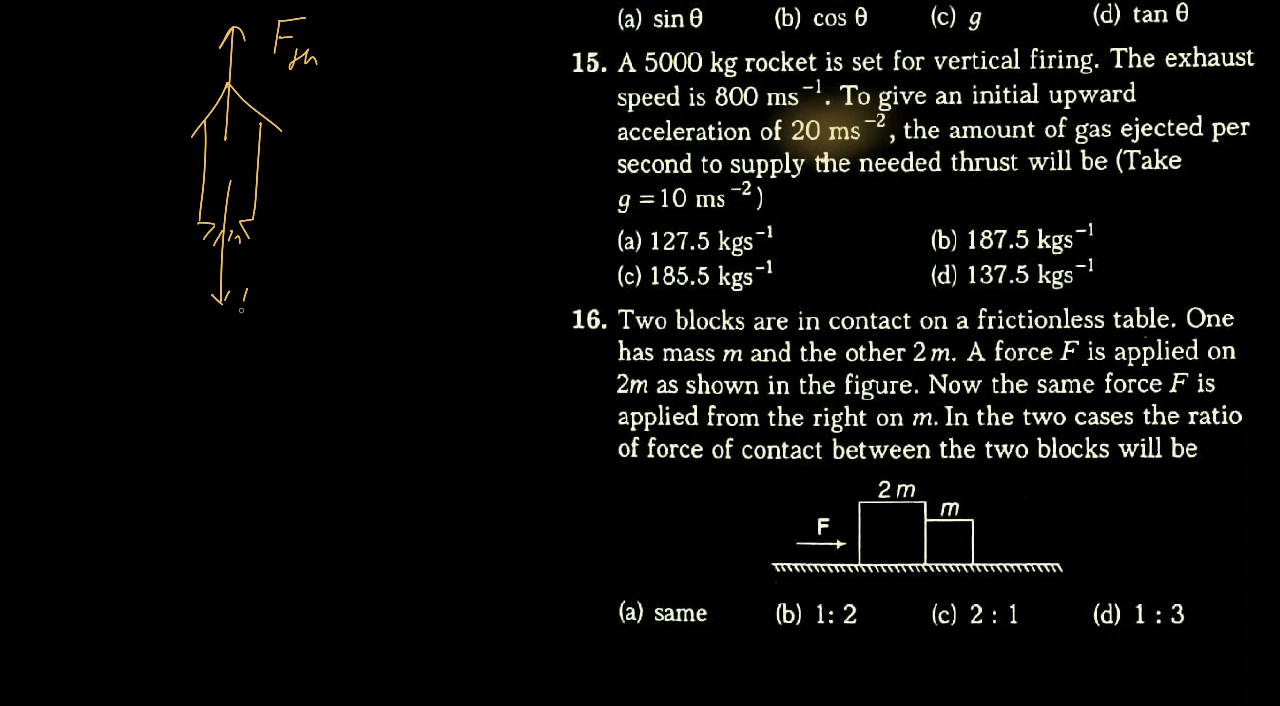 F_th
(a) sin θ (b) cos θ (c) g (d) tan θ
15. A 5000 kg rocket is set for vertical firing. The exhaust
speed is 800 ms⁻¹. To give an initial upward
acceleration of 20 ms⁻², the amount of gas ejected per
second to supply the needed thrust will be (Take
g = 10 ms⁻²)
(a) 127.5 kgs⁻¹ (b) 187.5 kgs⁻¹
(c) 185.5 kgs⁻¹ (d) 137.5 kgs⁻¹
16. Two blocks are in contact on a frictionless table. One
has mass m and the other 2m. A force F is applied on
2m as shown in the figure. Now the same force F is
applied from the right on m. In the two cases the ratio
of force of contact between the two blocks will be
2 m
m
F
(a) same (b) 1 : 2 (c) 2 : 1 (d) 1 : 3